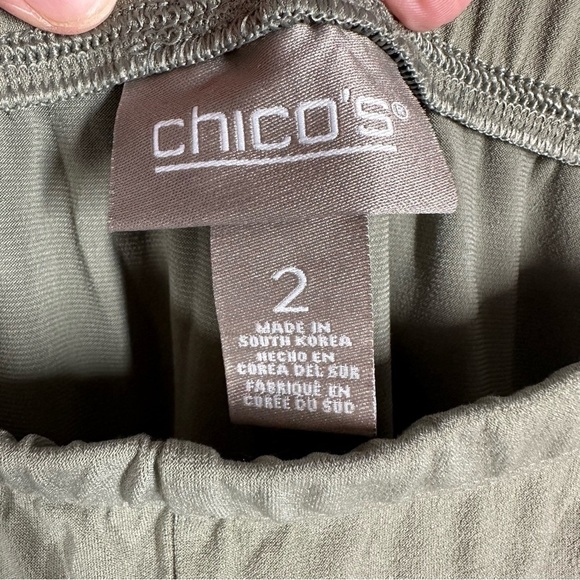 chico's®
2
MADE IN
SOUTH KOREA
HECHO EN
COREA DEL SUR
FABRIQUÉ EN
CORÉE DU SUD